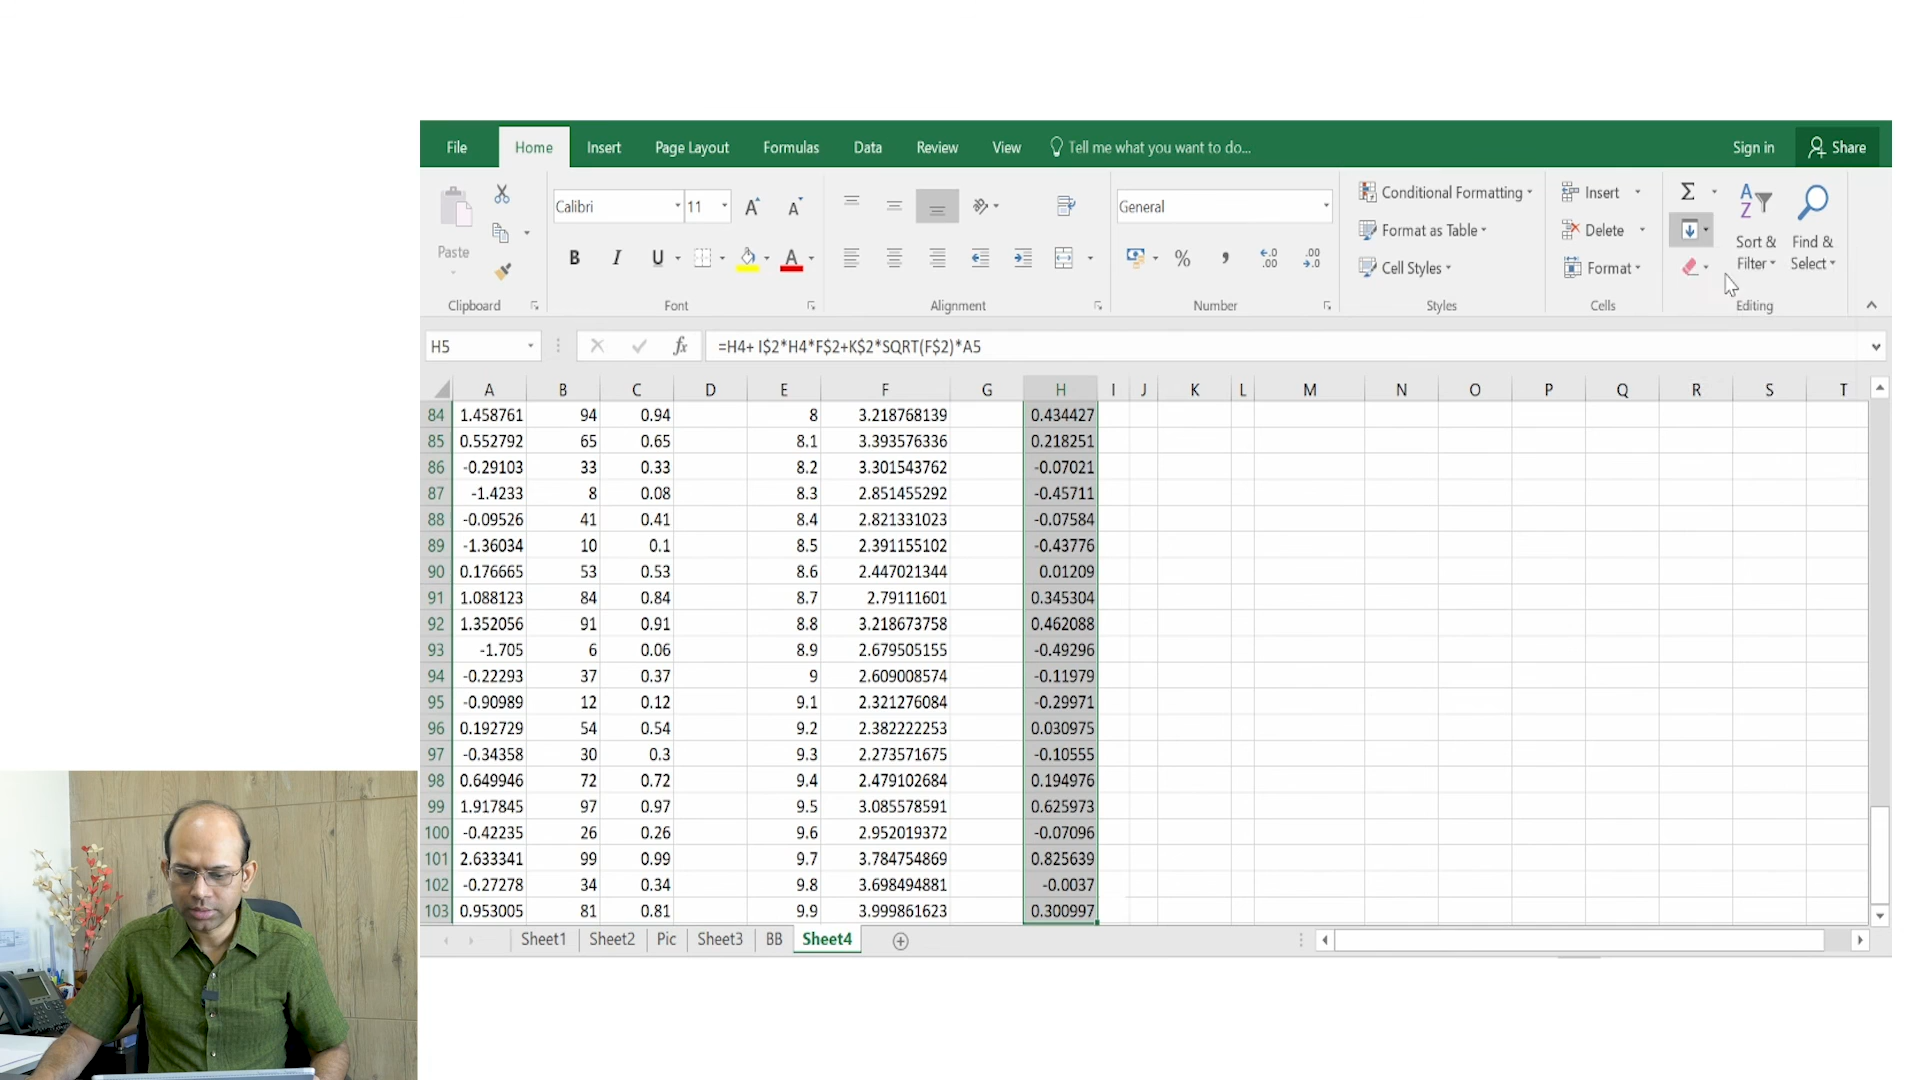 File Home Insert Page Layout Formulas Data Review View Tell me what you want to do... Sign in Share
Calibri 11 A A General Conditional Formatting Insert Σ A Z
Paste Format as Table Delete Sort & Find &
B I U A % , .0 .00 .00 .0 Cell Styles Format Filter Select
Clipboard Font Alignment Number Styles Cells Editing
H5 fx =H4+ I$2*H4*F$2+K$2*SQRT(F$2)*A5
A B C D E F G H I J K L M N O P Q R S T
84 1.458761 94 0.94 8 3.218768139 0.434427
85 0.552792 65 0.65 8.1 3.393576336 0.218251
86 -0.29103 33 0.33 8.2 3.301543762 -0.07021
87 -1.4233 8 0.08 8.3 2.851455292 -0.45711
88 -0.09526 41 0.41 8.4 2.821331023 -0.07584
89 -1.36034 10 0.1 8.5 2.391155102 -0.43776
90 0.176665 53 0.53 8.6 2.447021344 0.01209
91 1.088123 84 0.84 8.7 2.79111601 0.345304
92 1.352056 91 0.91 8.8 3.218673758 0.462088
93 -1.705 6 0.06 8.9 2.679505155 -0.49296
94 -0.22293 37 0.37 9 2.609008574 -0.11979
95 -0.90989 12 0.12 9.1 2.321276084 -0.29971
96 0.192729 54 0.54 9.2 2.382222253 0.030975
97 -0.34358 30 0.3 9.3 2.273571675 -0.10555
98 0.649946 72 0.72 9.4 2.479102684 0.194976
99 1.917845 97 0.97 9.5 3.085578591 0.625973
100 -0.42235 26 0.26 9.6 2.952019372 -0.07096
101 2.633341 99 0.99 9.7 3.784754869 0.825639
102 -0.27278 34 0.34 9.8 3.698494881 -0.0037
103 0.953005 81 0.81 9.9 3.999861623 0.300997
Sheet1 Sheet2 Pic Sheet3 BB Sheet4